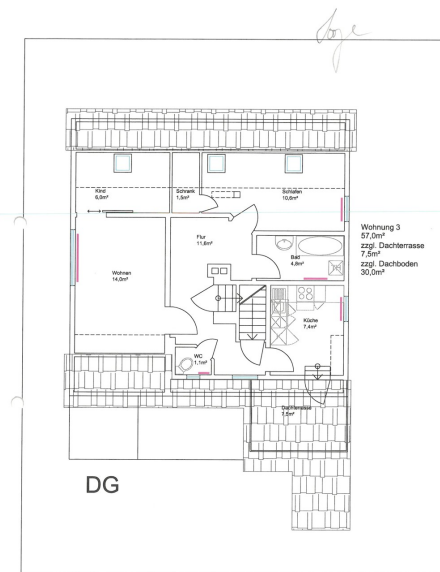 Kind
6,0m²
Schrank
1,5m²
Schlafen
10,6m²
Flur
11,6m²
Bad
4,8m²
Wohnung 3
57,0m²
zzgl. Dachterrasse
7,5m²
zzgl. Dachboden
30,0m²
Wohnen
14,0m²
Küche
7,4m²
WC
1,1m²
Dachterrasse
7,5m²
DG